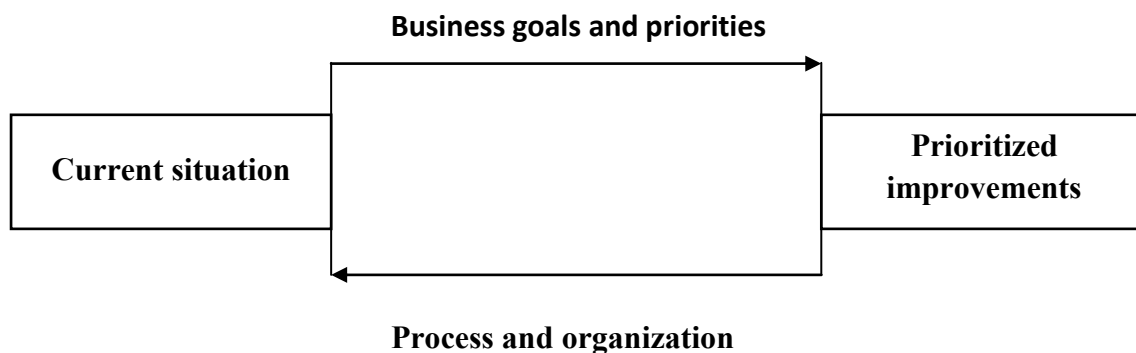 Business goals and priorities
Current situation
Prioritized
improvements
Process and organization